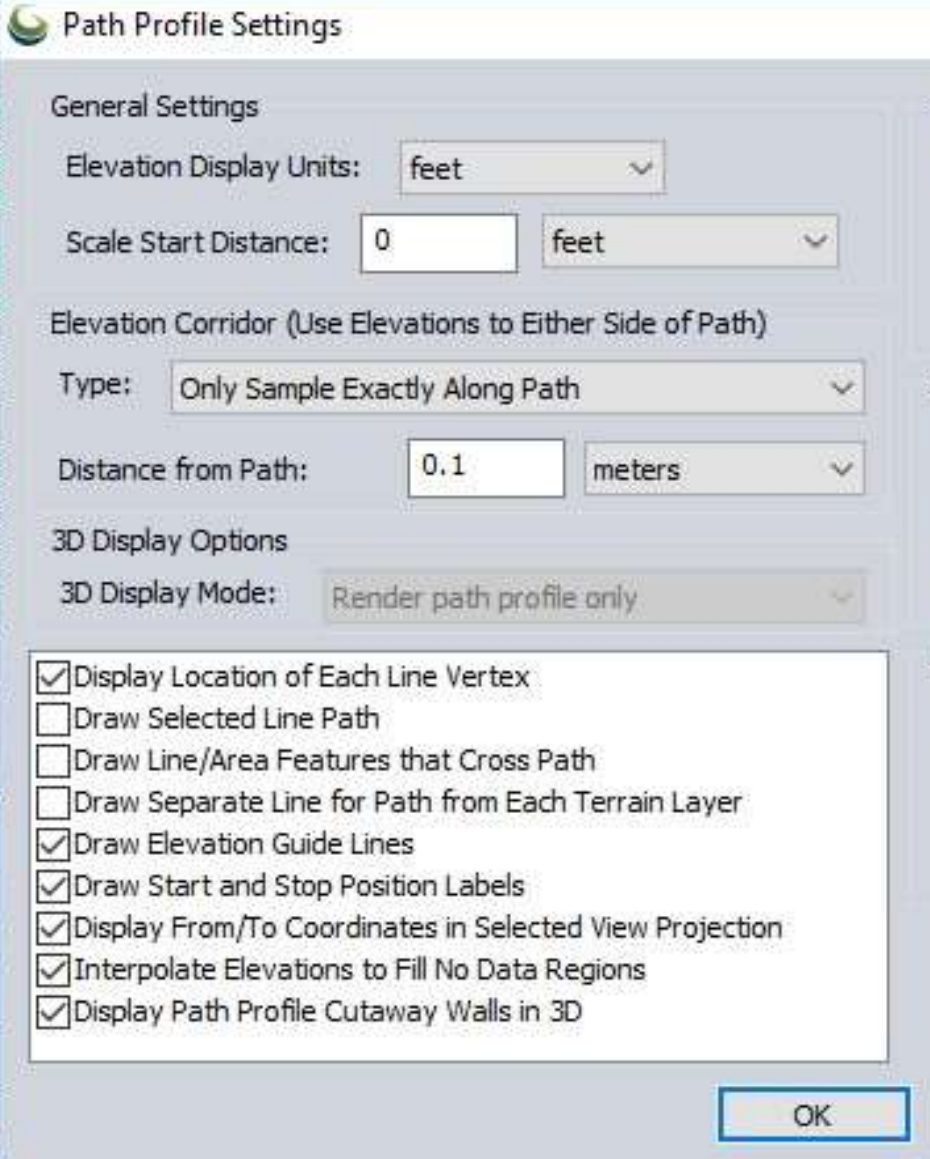 Path Profile Settings
General Settings
Elevation Display Units: feet
Scale Start Distance: 0 feet
Elevation Corridor (Use Elevations to Either Side of Path)
Type: Only Sample Exactly Along Path
Distance from Path: 0.1 meters
3D Display Options
3D Display Mode: Render path profile only
Display Location of Each Line Vertex
Draw Selected Line Path
Draw Line/Area Features that Cross Path
Draw Separate Line for Path from Each Terrain Layer
Draw Elevation Guide Lines
Draw Start and Stop Position Labels
Display From/To Coordinates in Selected View Projection
Interpolate Elevations to Fill No Data Regions
Display Path Profile Cutaway Walls in 3D
OK